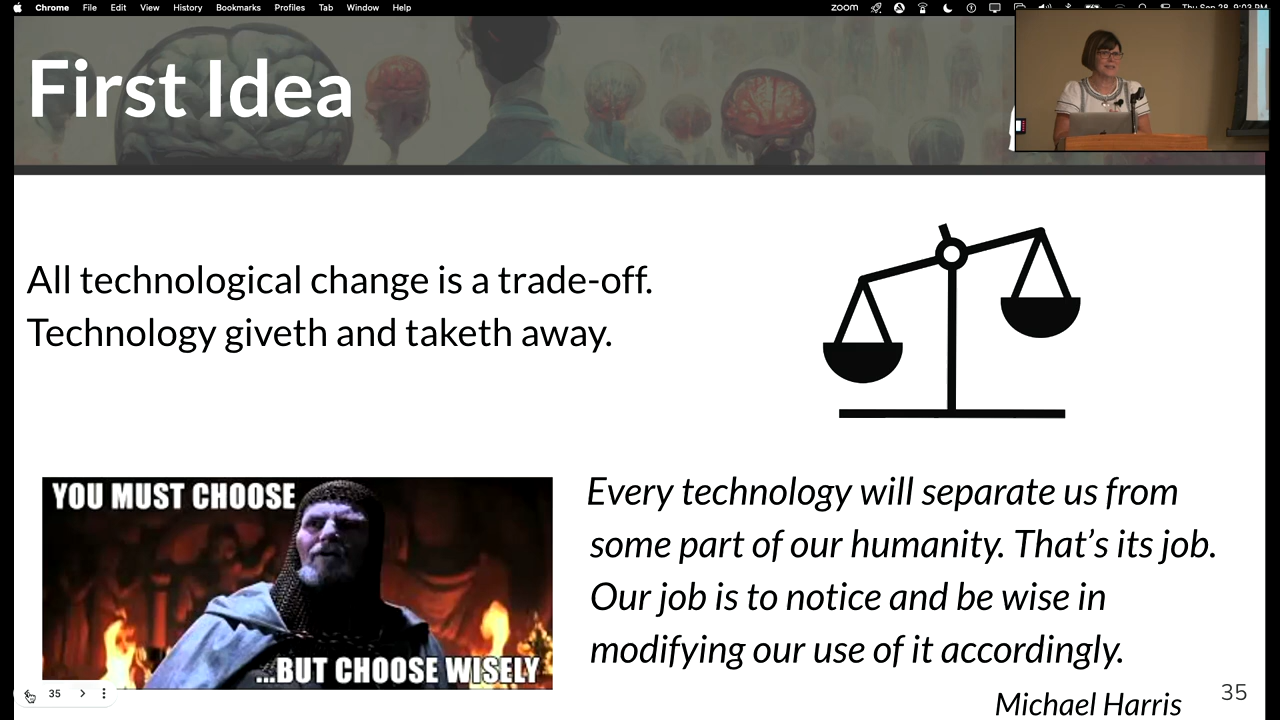 Chrome File Edit View History Bookmarks Profiles Tab Window Help zoom
First Idea
All technological change is a trade-off.
Technology giveth and taketh away.
YOU MUST CHOOSE
...BUT CHOOSE WISELY
Every technology will separate us from
some part of our humanity. That’s its job.
Our job is to notice and be wise in
modifying our use of it accordingly.
Michael Harris
35
35